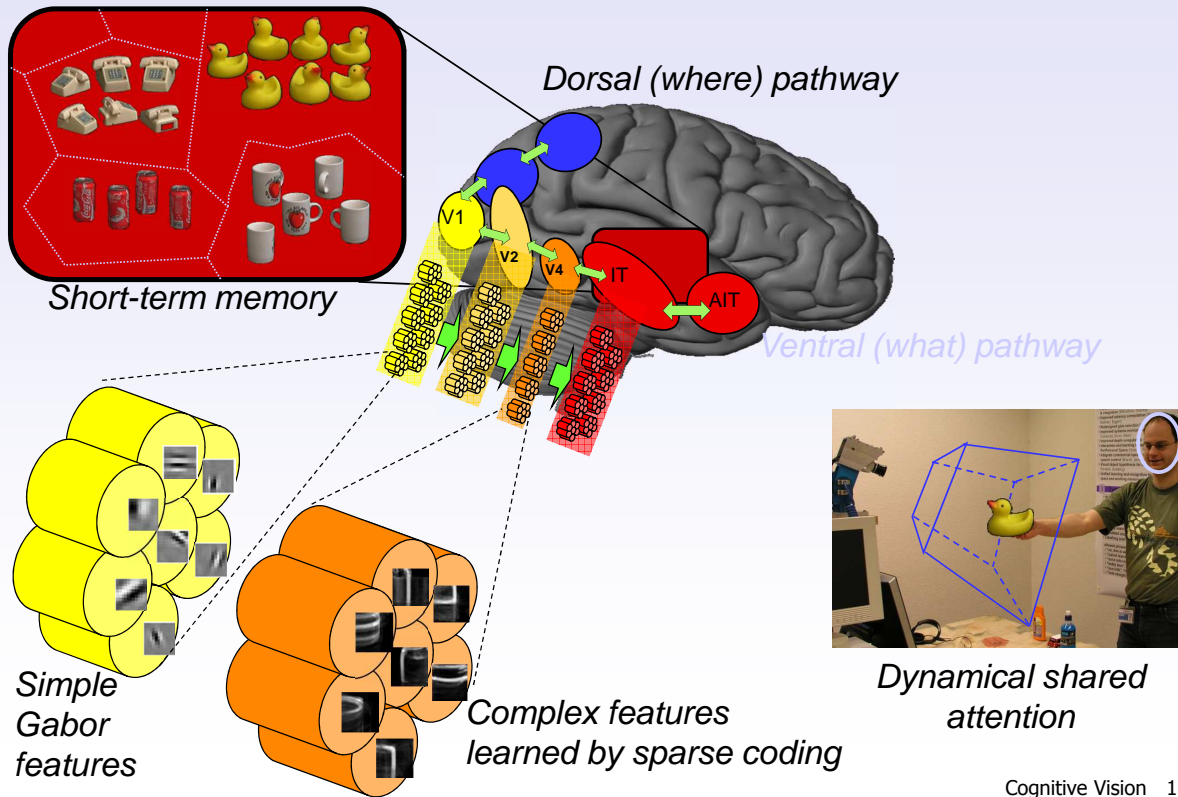 Dorsal (where) pathway
V1
V2
V4
IT
AIT
Short-term memory
Ventral (what) pathway
Simple
Gabor
features
Complex features
learned by sparse coding
Dynamical shared
attention
Cognitive Vision 1